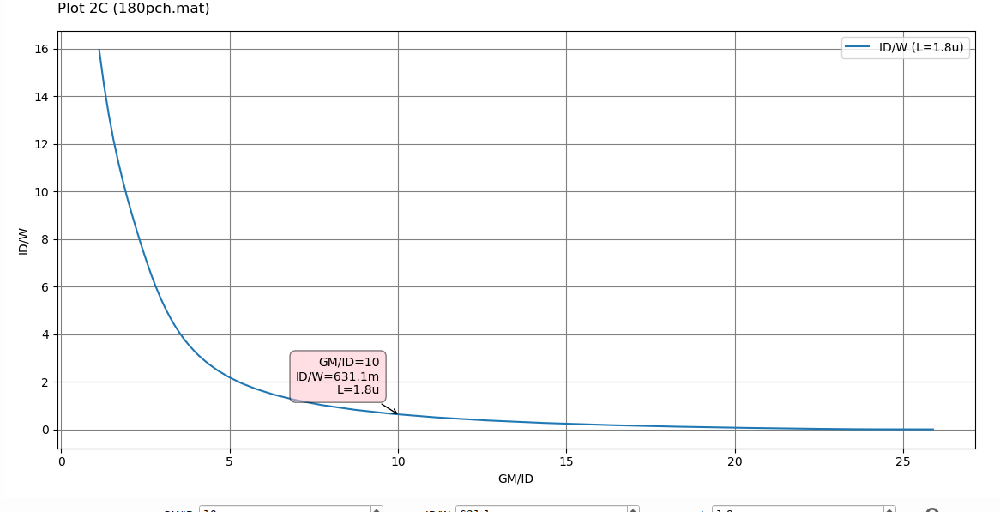 Plot 2C (180pch.mat)
ID/W (L=1.8u)
16
14
12
10
8
6
4
2
0
ID/W
GM/ID=10
ID/W=631.1m
L=1.8u
0 5 10 15 20 25
GM/ID